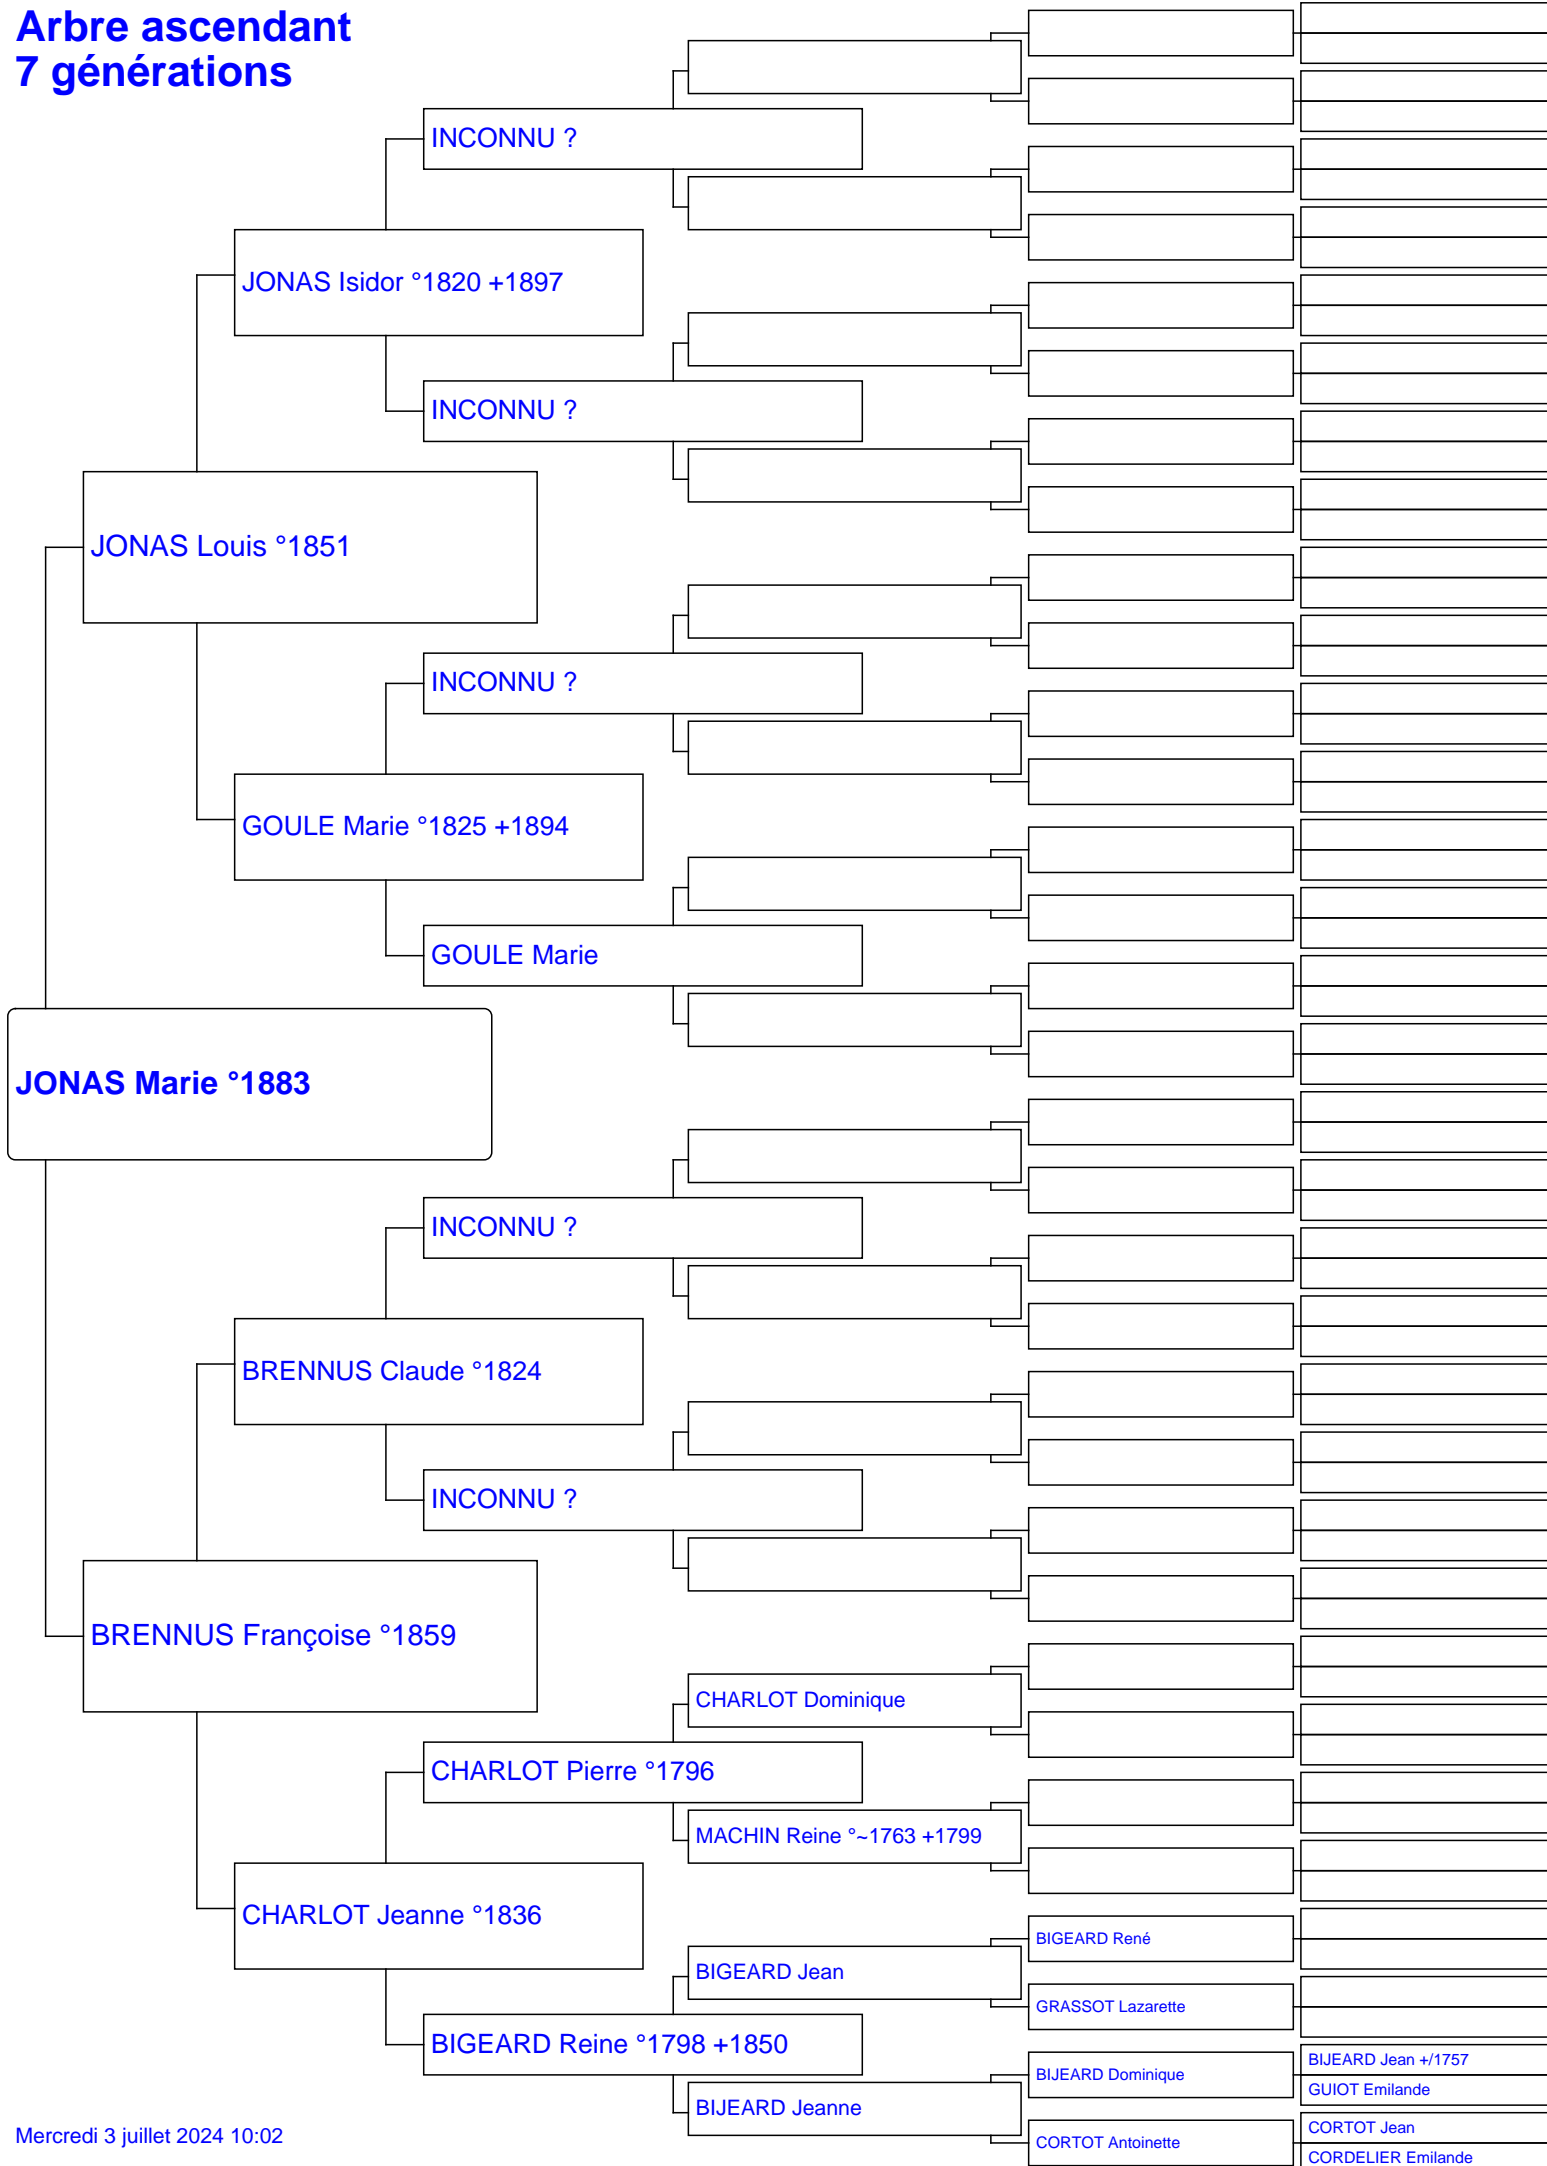 Arbre ascendant
7 générations
INCONNU ?
JONAS Isidor °1820 +1897
INCONNU ?
JONAS Louis °1851
INCONNU ?
GOULE Marie °1825 +1894
GOULE Marie
JONAS Marie °1883
INCONNU ?
BRENNUS Claude °1824
INCONNU ?
BRENNUS Françoise °1859
CHARLOT Dominique
CHARLOT Pierre °1796
MACHIN Reine °~1763 +1799
CHARLOT Jeanne °1836
BIGEARD René
BIGEARD Jean
GRASSOT Lazarette
BIGEARD Reine °1798 +1850
BIJEARD Jean +/1757
BIJEARD Dominique
GUIOT Emilande
BIJEARD Jeanne
CORTOT Jean
CORTOT Antoinette
CORDELIER Emilande
Mercredi 3 juillet 2024 10:02